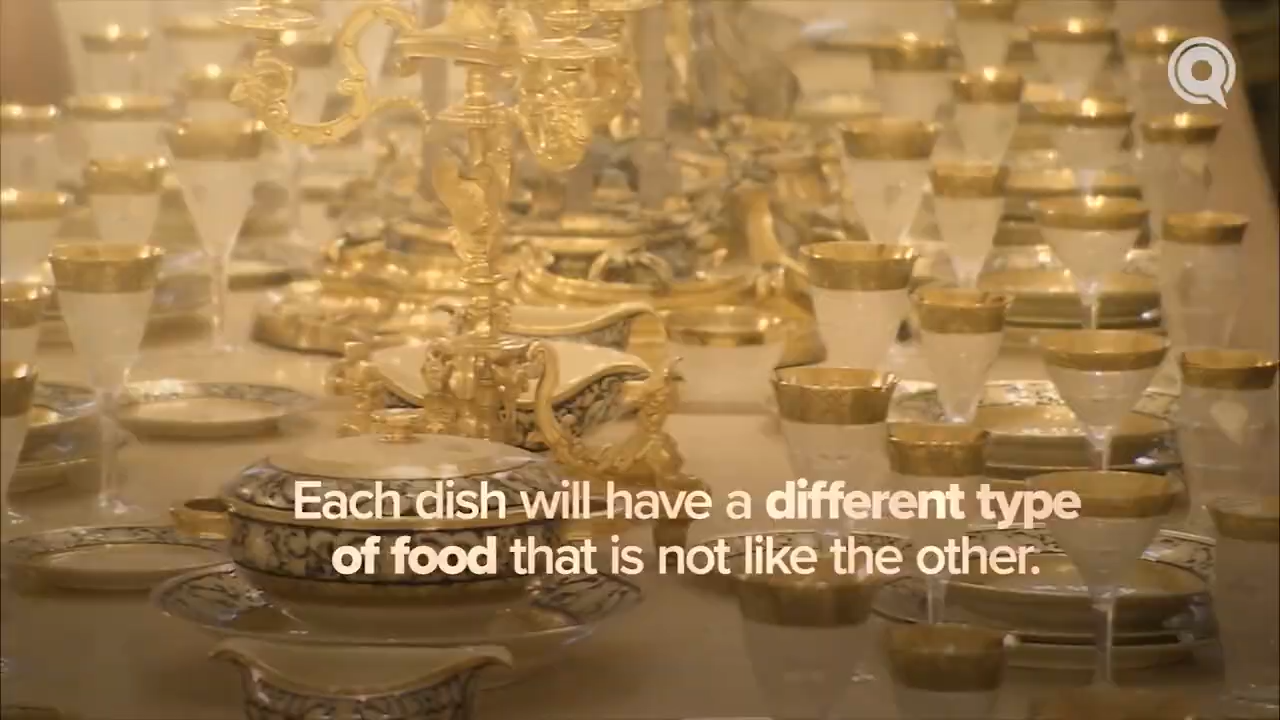 Each dish will have a different type
of food that is not like the other.